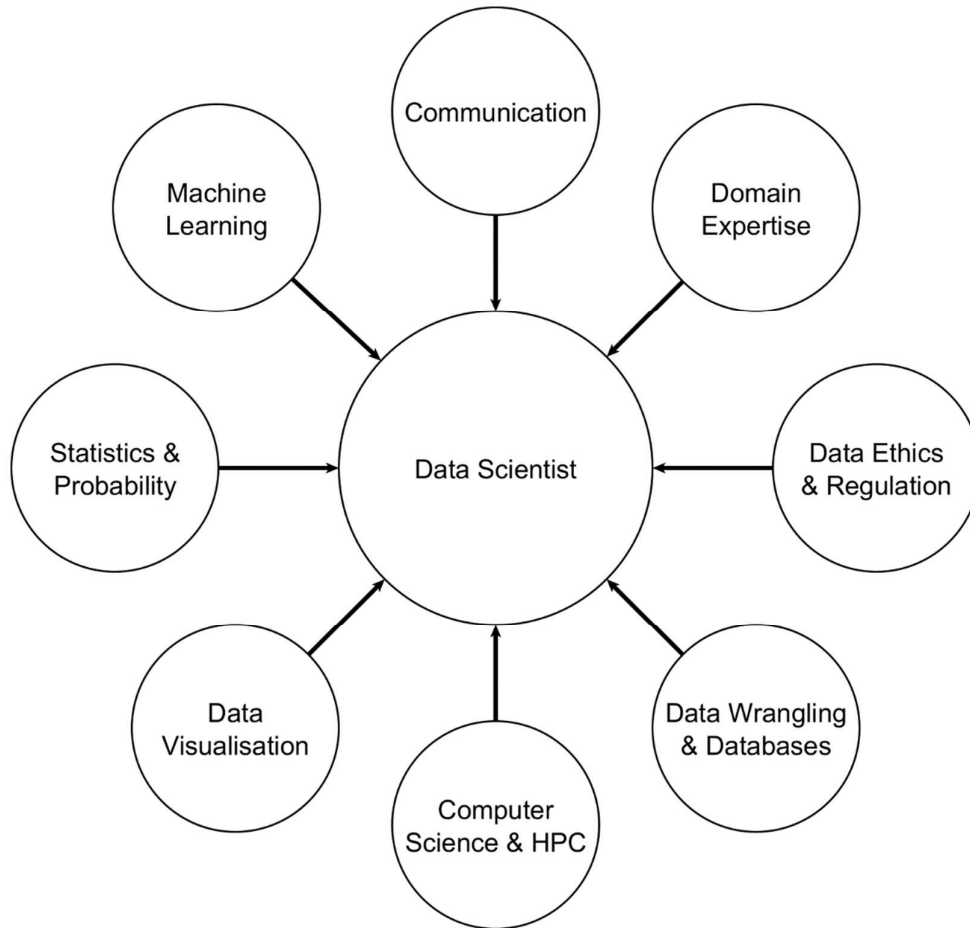 Communication
Machine
Learning
Domain
Expertise
Statistics &
Probability
Data Scientist
Data Ethics
& Regulation
Data
Visualisation
Data Wrangling
& Databases
Computer
Science & HPC